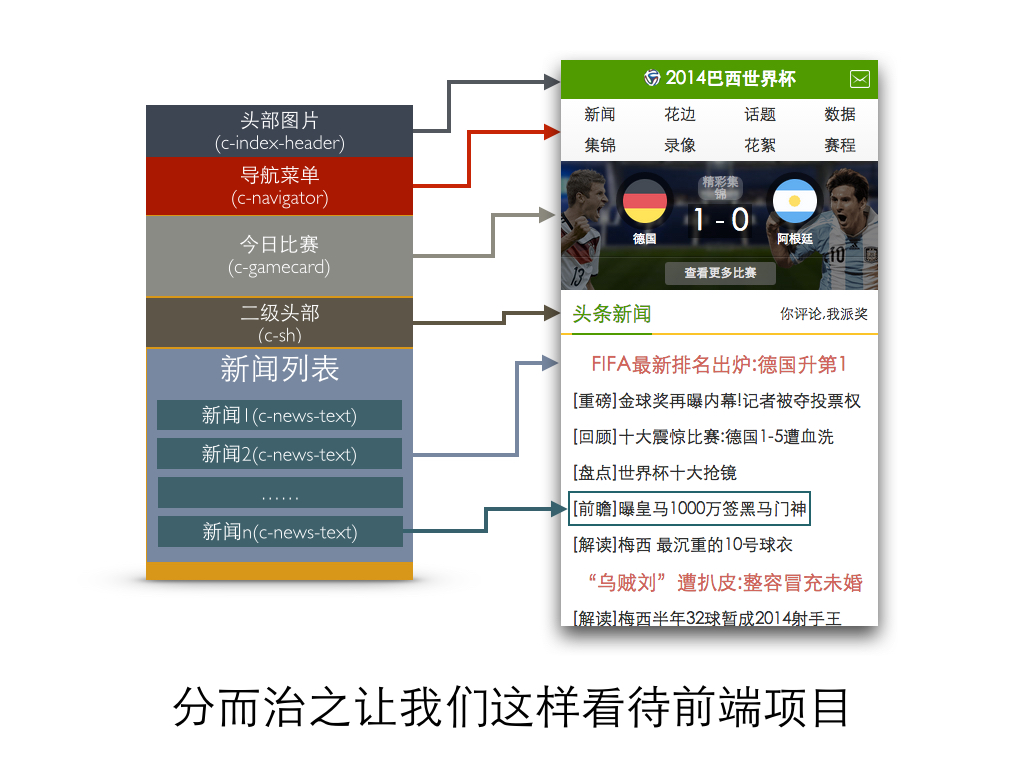 头部图片
(c-index-header)
导航菜单
(c-navigator)
今日比赛
(c-gamecard)
二级头部
(c-sh)
新闻列表
新闻1(c-news-text)
新闻2(c-news-text)
……
新闻n(c-news-text)
2014巴西世界杯
新闻 花边 话题 数据
集锦 录像 花絮 赛程
精彩集
锦
1 - 0
德国 阿根廷
13
10
查看更多比赛
头条新闻 你评论,我派奖
FIFA最新排名出炉:德国升第1
[重磅]金球奖再曝内幕!记者被夺投票权
[回顾]十大震惊比赛:德国1-5遭血洗
[盘点]世界杯十大抢镜
[前瞻]曝皇马1000万签黑马门神
[解读]梅西 最沉重的10号球衣
“乌贼刘”遭扒皮:整容冒充未婚
[解读]梅西半年32球暂成2014射手王
分而治之让我们这样看待前端项目